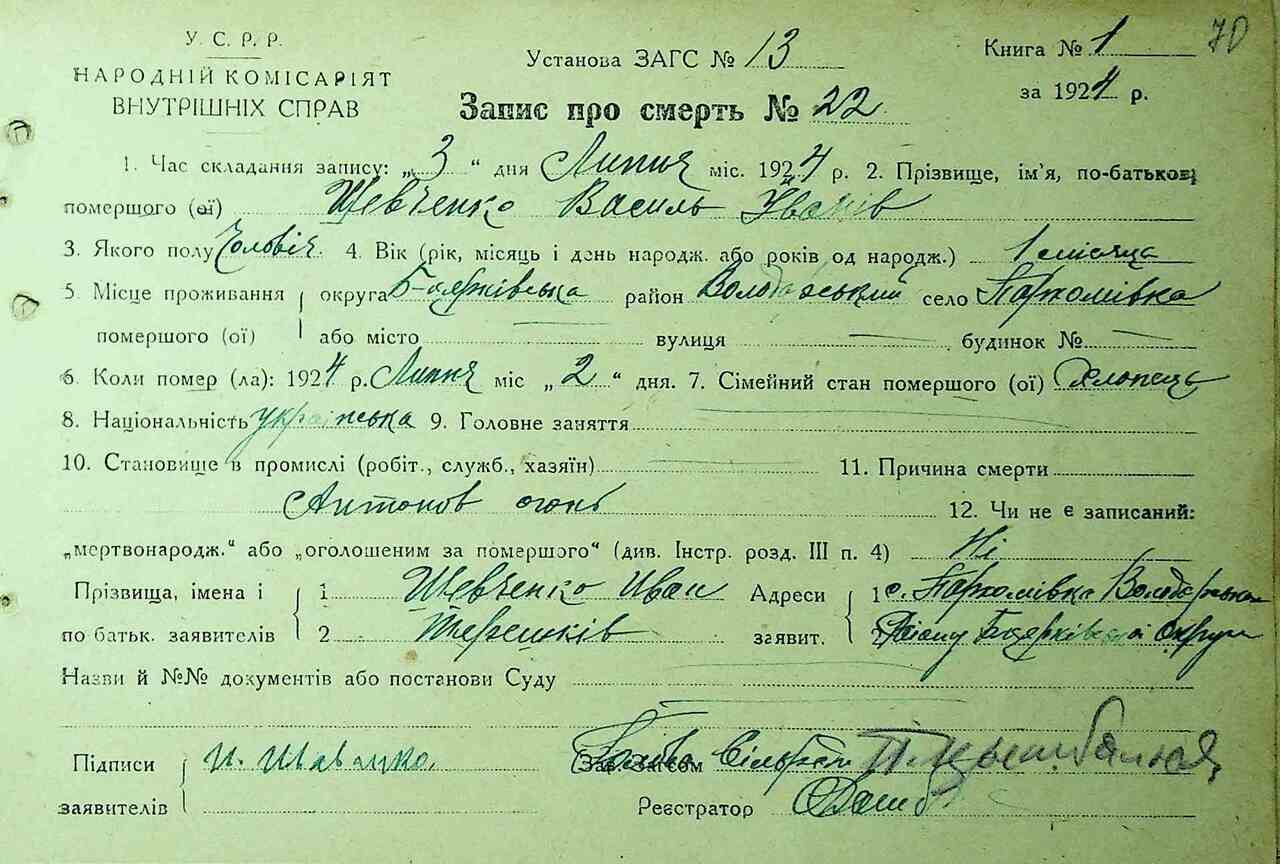 У. С. Р. Р.
НАРОДНІЙ КОМІСАРІЯТ
ВНУТРІШНІХ СПРАВ
Установа ЗАГС № 13
Книга № 1
70
за 1924 р.
Запис про смерть № 22
1. Час складання запису: „3“ дня Липня міс. 1924 р. 2. Прізвище, ім'я, по-батькові
помершого (ої) Шевченко Василь Іванів
3. Якого полу Чоловіч. 4. Вік (рік, місяць і день народж. або років од народж.) 1 місяца
5. Місце проживання округа район Володарський село Пархомівка
помершого (ої) або місто вулиця будинок №
6. Коли помер (ла): 1924 р. Липня міс „2“ дня. 7. Сімейний стан помершого (ої) Хлопець
8. Національність українська 9. Головне заняття
10. Становище в промислі (робіт., служб., хазяїн) 11. Причина смерти
Антонов огонь 12. Чи не є записаний:
„мертвонародж.“ або „оголошеним за помершого“ (див. Інстр. розд. III п. 4) Ні
Прізвища, імена і 1 Шевченко Иван Адреси 1 с. Пархомівка
по батьк. заявителів 2 Терешків заявит. 2 Округи
Назви й №№ документів або постанови Суду
Підписи Зав. Загсом Голова Сільради
заявителів Реєстратор